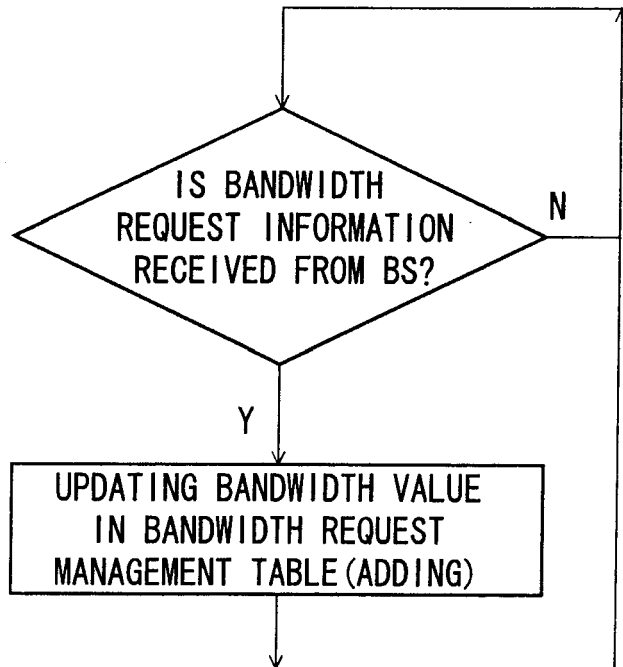 IS BANDWIDTH
REQUEST INFORMATION
RECEIVED FROM BS?
N
Y
UPDATING BANDWIDTH VALUE
IN BANDWIDTH REQUEST
MANAGEMENT TABLE(ADDING)